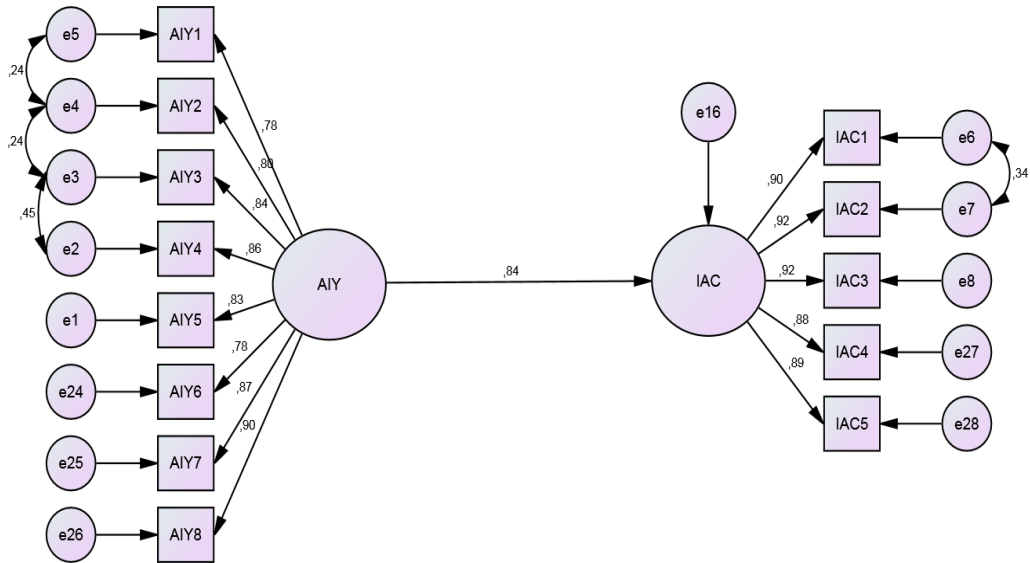 e5
AIY1
,24
e4
AIY2
,24
e3
AIY3
,45
e2
AIY4
e1
AIY5
e24
AIY6
e25
AIY7
e26
AIY8
,78
,80
,84
,86
,83
,78
,87
,90
AIY
,84
e16
IAC
,90
,92
,92
,88
,89
IAC1
e6
,34
IAC2
e7
IAC3
e8
IAC4
e27
IAC5
e28